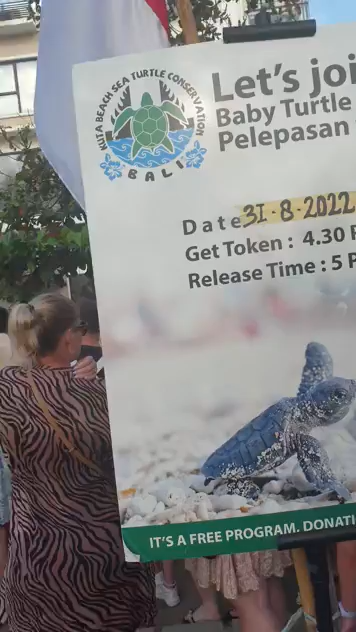 KUTA BEACH SEA TURTLE CONSERVATION
BALI
Let's joi
Baby Turtle
Pelepasan
Date 31-8-2022
Get Token : 4.30 P
Release Time : 5 P
IT'S A FREE PROGRAM. DONATI